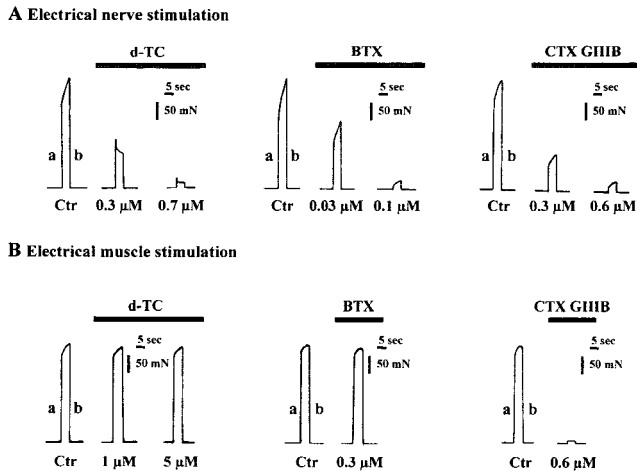 A Electrical nerve stimulation
d-TC
BTX
CTX GIIIB
5 sec
50 mN
5 sec
50 mN
5 sec
50 mN
a b
a b
a b
Ctr 0.3 µM 0.7 µM
Ctr 0.03 µM 0.1 µM
Ctr 0.3 µM 0.6 µM
B Electrical muscle stimulation
d-TC
BTX
CTX GIIIB
5 sec
50 mN
5 sec
50 mN
5 sec
50 mN
a b
a b
a b
Ctr 1 µM 5 µM
Ctr 0.3 µM
Ctr 0.6 µM